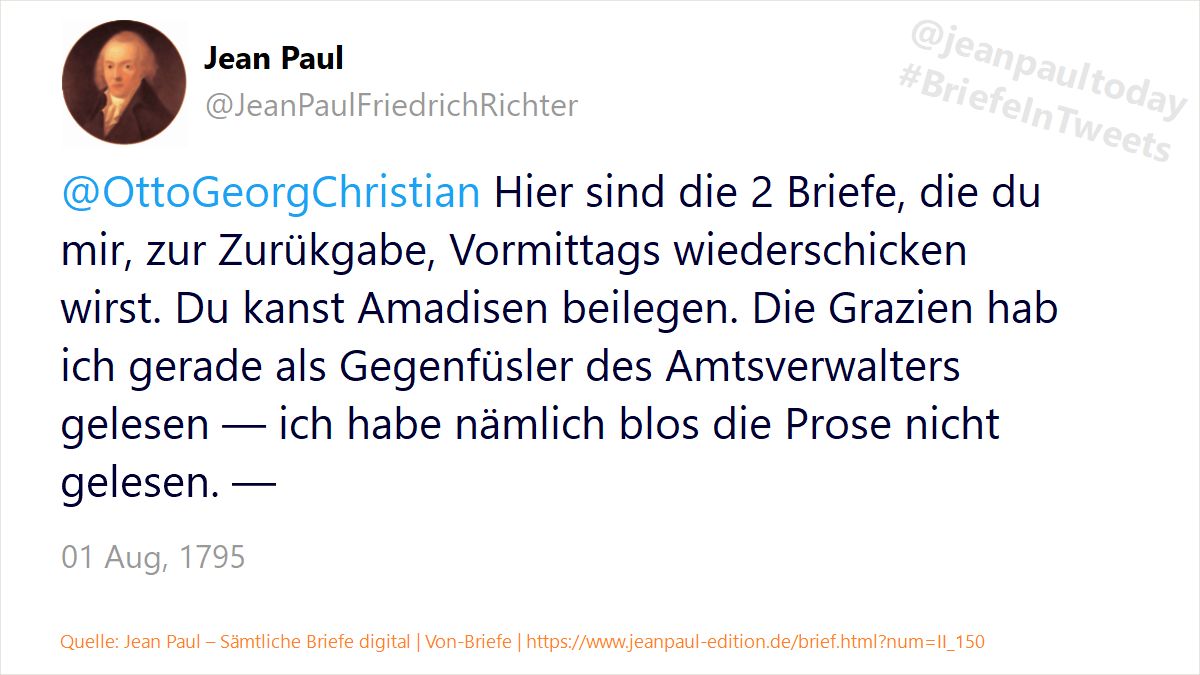 Jean Paul
@JeanPaulFriedrichRichter
@jeanpaultoday
#BriefeInTweets
@OttoGeorgChristian Hier sind die 2 Briefe, die du
mir, zur Zurükgabe, Vormittags wiederschicken
wirst. Du kanst Amadisen beilegen. Die Grazien hab
ich gerade als Gegenfüsler des Amtsverwalters
gelesen — ich habe nämlich blos die Prose nicht
gelesen. —
01 Aug, 1795
Quelle: Jean Paul – Sämtliche Briefe digital | Von-Briefe | https://www.jeanpaul-edition.de/brief.html?num=II_150